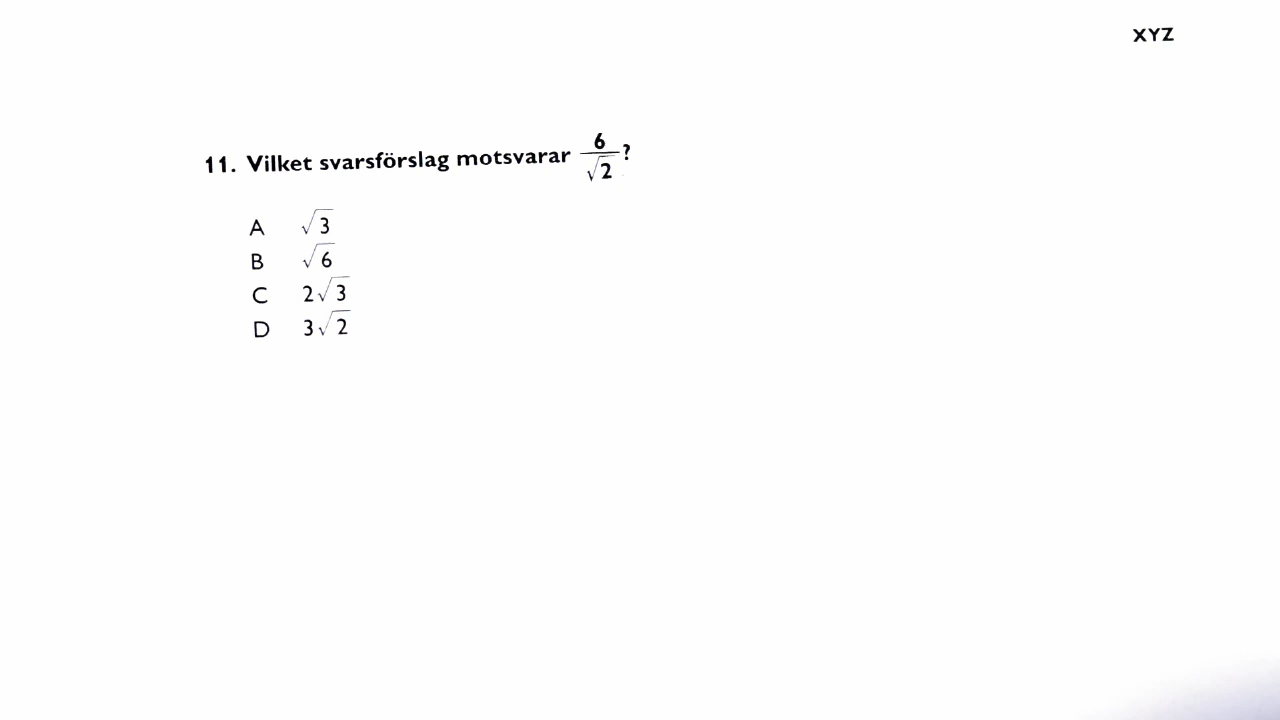 XYZ
11. Vilket svarsförslag motsvarar 6/√2?
A √3
B √6
C 2√3
D 3√2